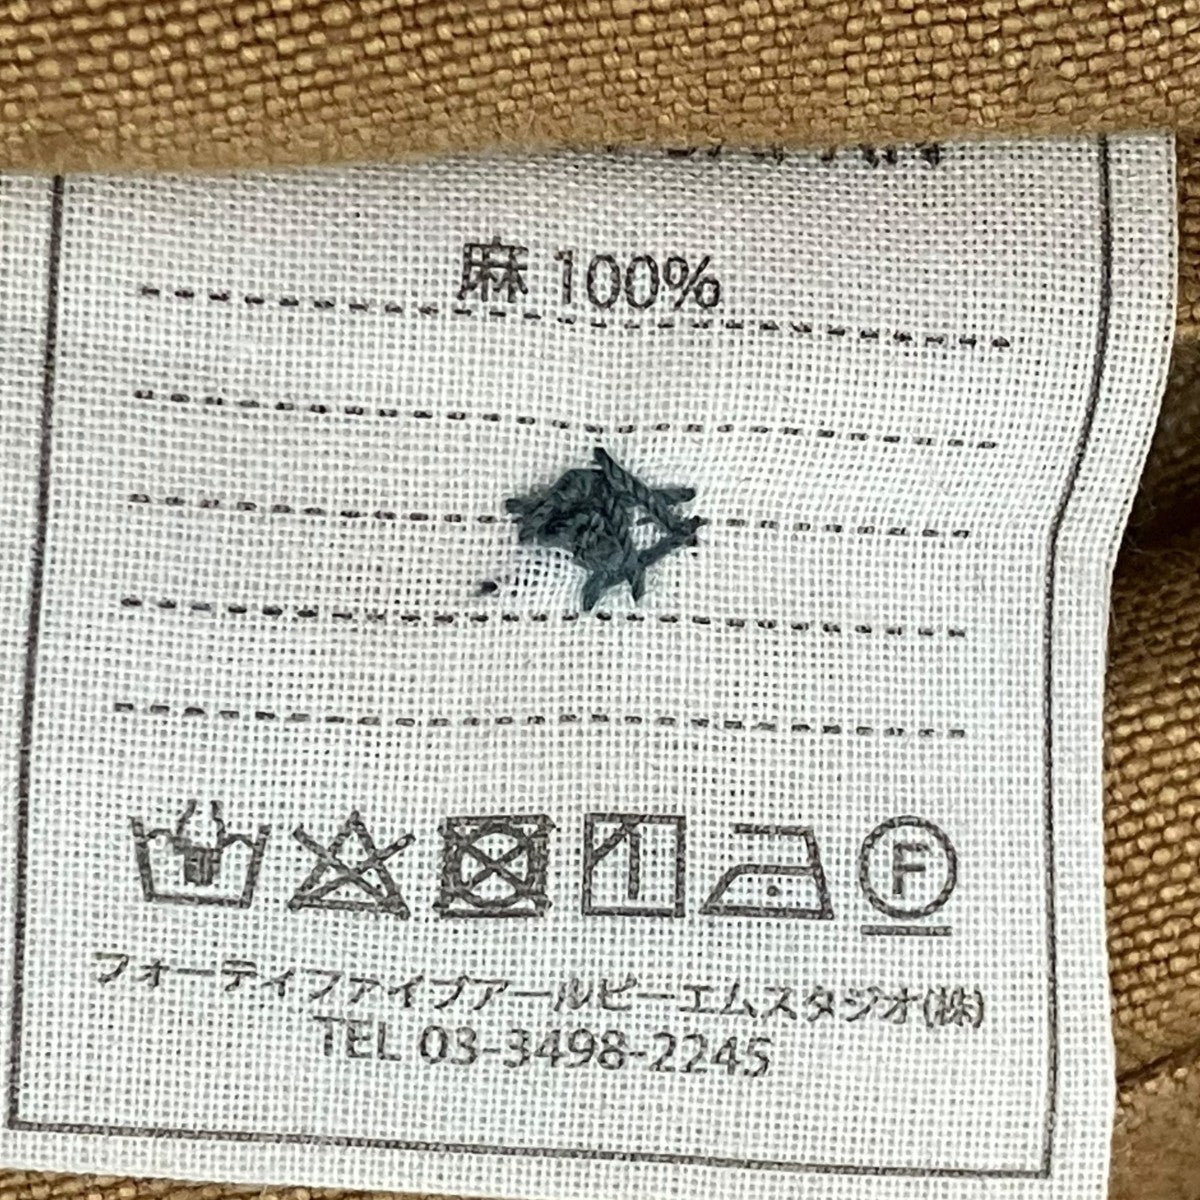 麻 100%
F
フォーティファイブアールピーエムスタジオ(株)
TEL 03-3498-2245